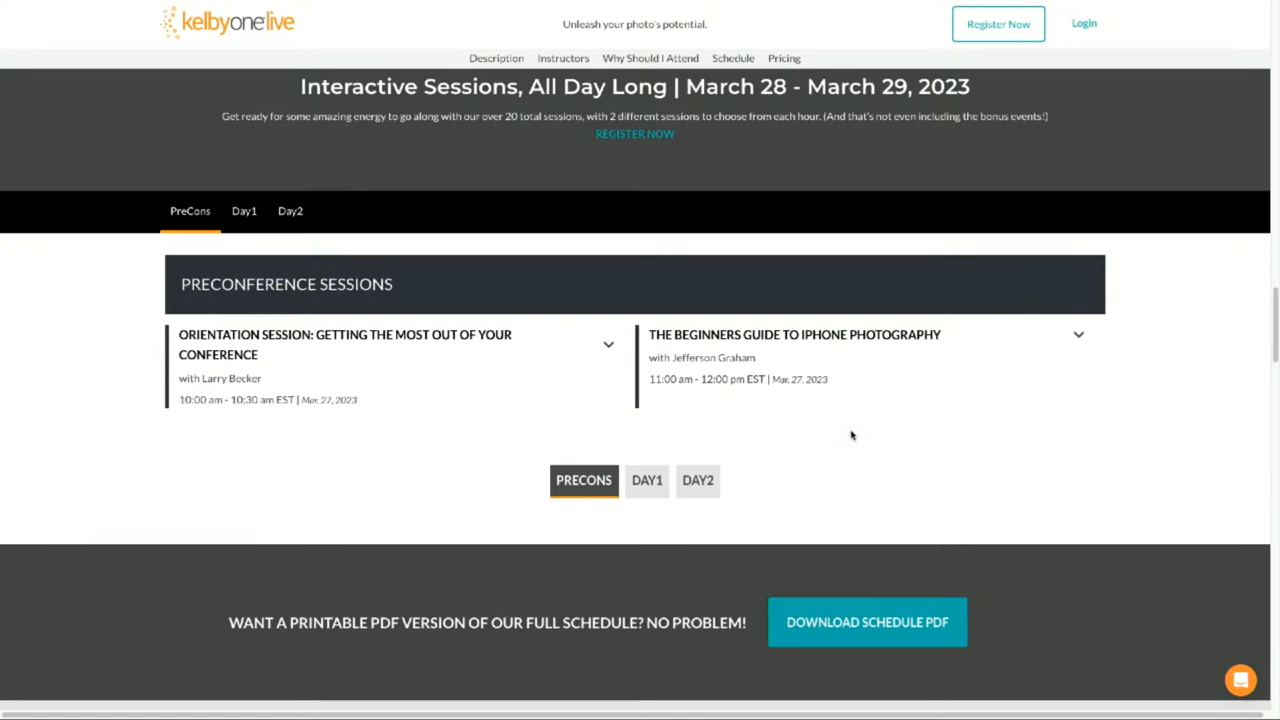 kelbyonelive
Unleash your photo's potential.
Register Now
Login
Description Instructors Why Should I Attend Schedule Pricing
Interactive Sessions, All Day Long | March 28 - March 29, 2023
Get ready for some amazing energy to go along with our over 20 total sessions, with 2 different sessions to choose from each hour. (And that's not even including the bonus events!)
REGISTER NOW
PreCons Day1 Day2
PRECONFERENCE SESSIONS
ORIENTATION SESSION: GETTING THE MOST OUT OF YOUR
CONFERENCE
with Larry Becker
10:00 am - 10:30 am EST | Mar. 27, 2023
THE BEGINNERS GUIDE TO IPHONE PHOTOGRAPHY
with Jefferson Graham
11:00 am - 12:00 pm EST | Mar. 27, 2023
PRECONS DAY1 DAY2
WANT A PRINTABLE PDF VERSION OF OUR FULL SCHEDULE? NO PROBLEM!
DOWNLOAD SCHEDULE PDF